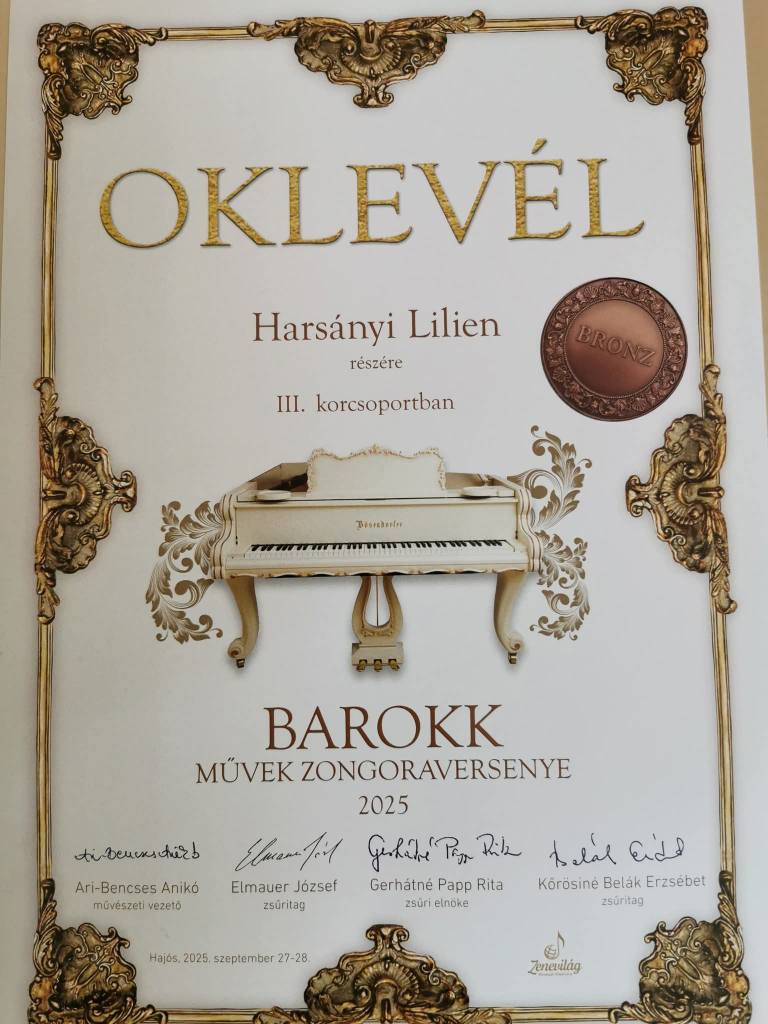 OKLEVÉL
Harsányi Lilien
részére
III. korcsoportban
BRONZ
Bösendorfer
BAROKK
MŰVEK ZONGORAVERSENYE
2025
Ari-Bencses Anikó
művészeti vezető
Elmauer József
zsűritag
Gerhátné Papp Rita
zsűri elnöke
Kőrösiné Belák Erzsébet
zsűritag
Hajós, 2025. szeptember 27-28.
Zenevilág